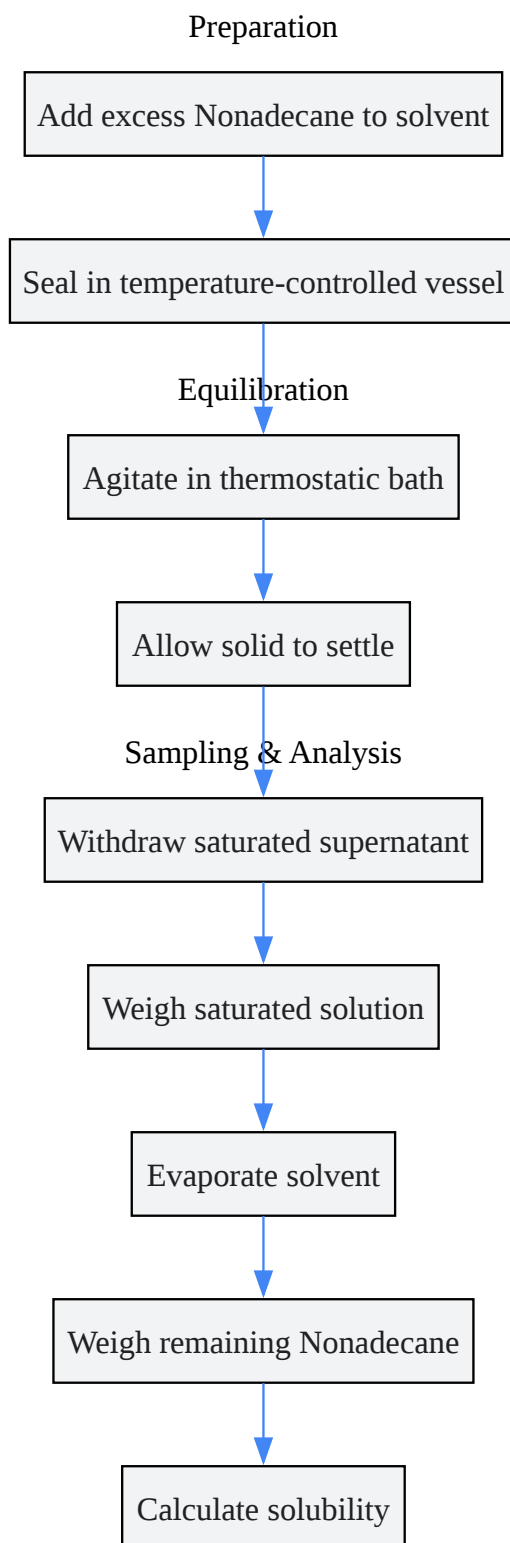 Preparation
Add excess Nonadecane to solvent
Seal in temperature-controlled vessel
Equilibration
Agitate in thermostatic bath
Allow solid to settle
Sampling & Analysis
Withdraw saturated supernatant
Weigh saturated solution
Evaporate solvent
Weigh remaining Nonadecane
Calculate solubility